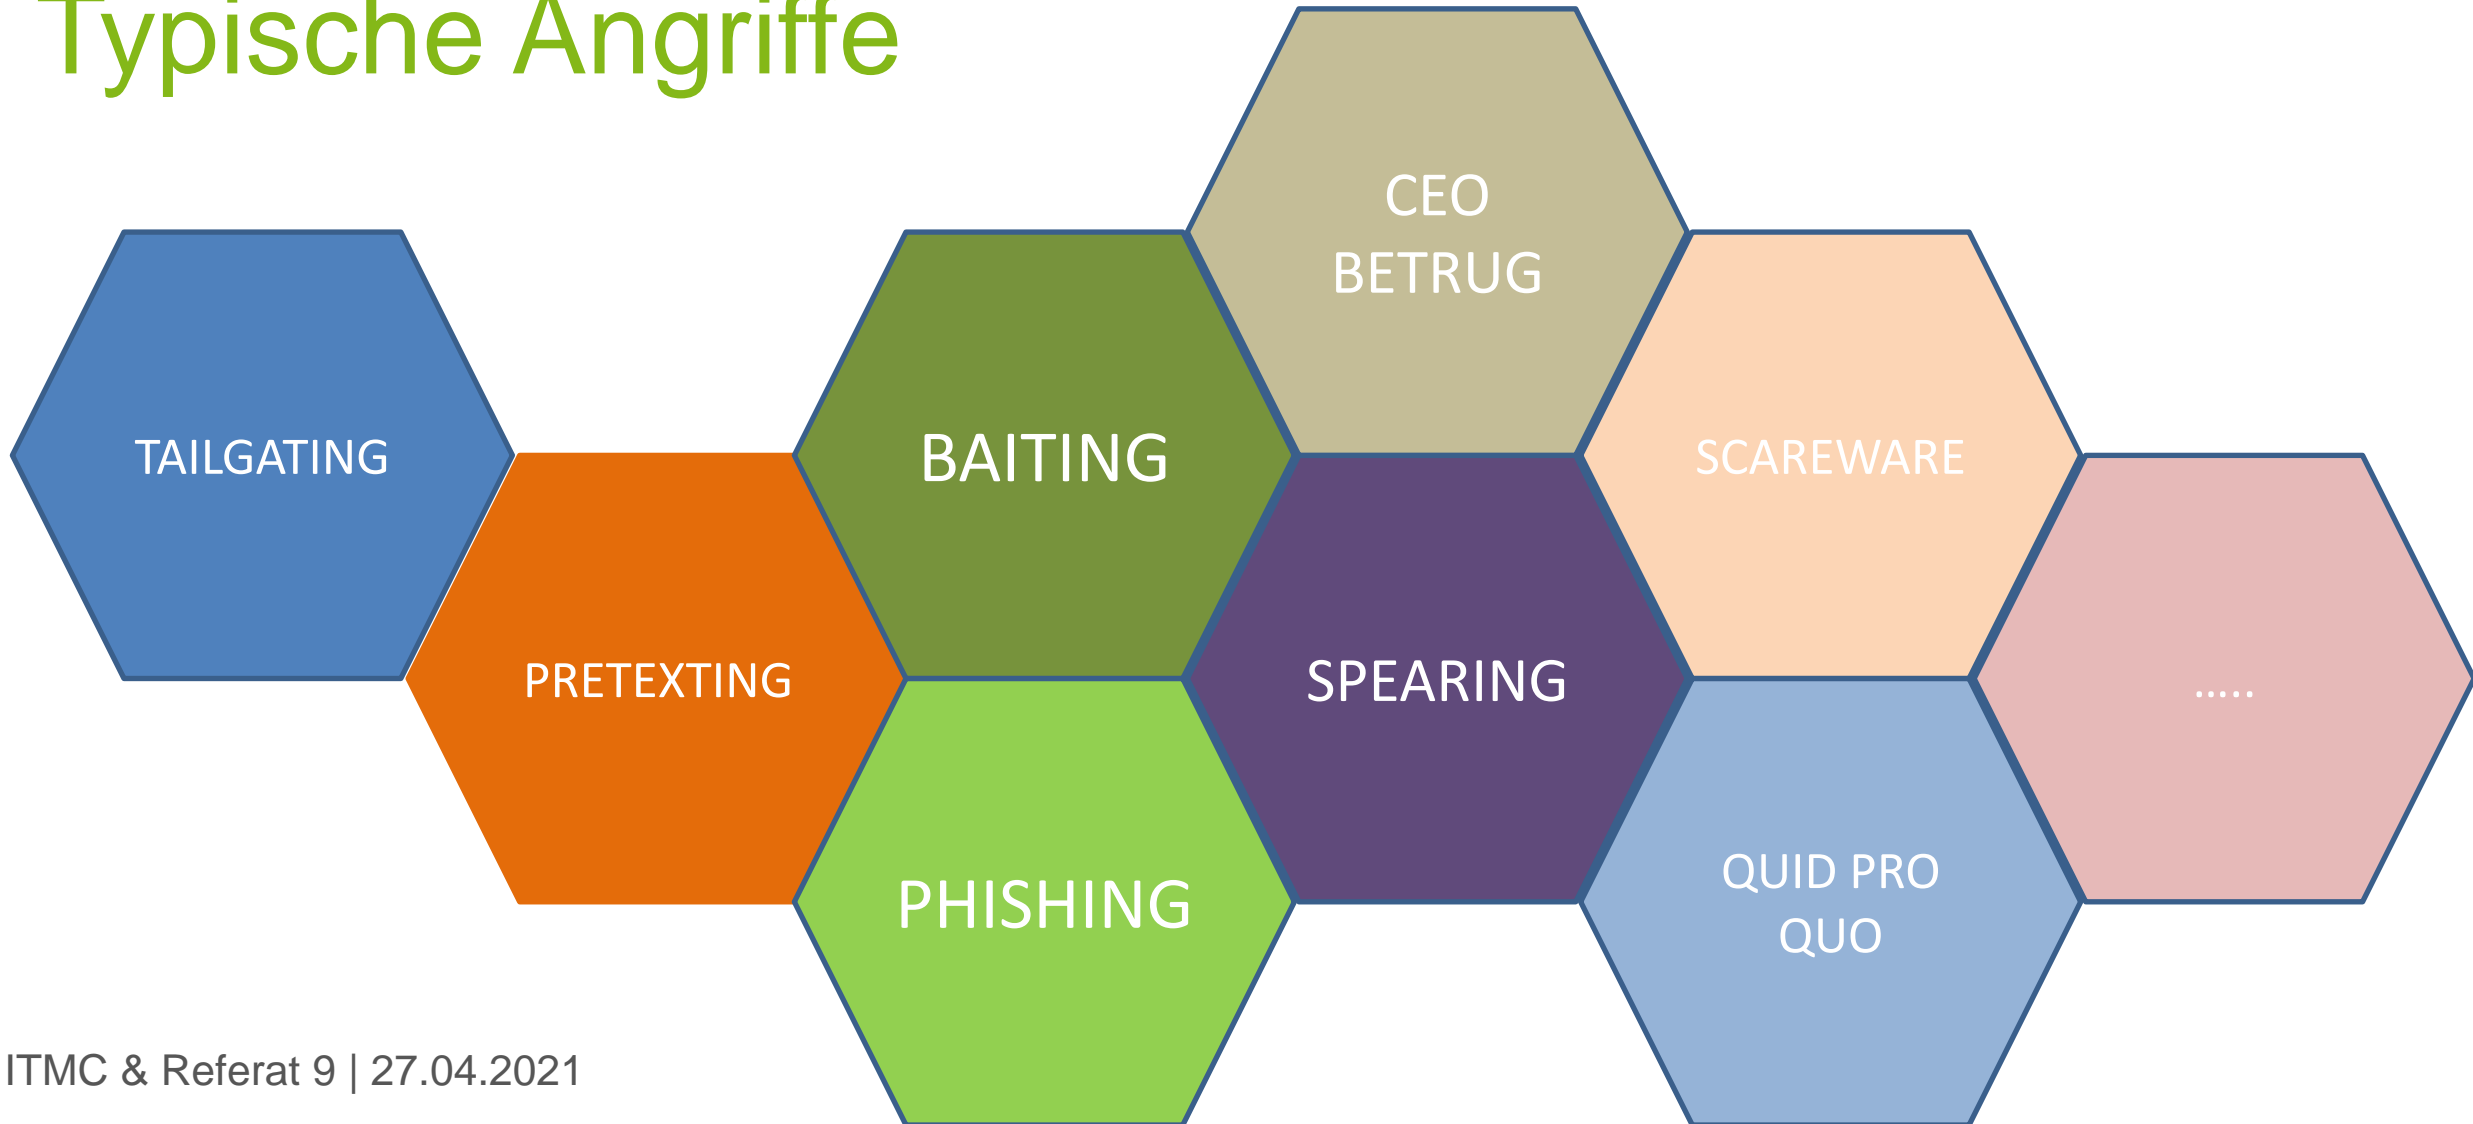 Typische Angriffe
CEO
BETRUG
TAILGATING
BAITING
SCAREWARE
PRETEXTING
SPEARING
.....
PHISHING
QUID PRO
QUO
ITMC & Referat 9 | 27.04.2021